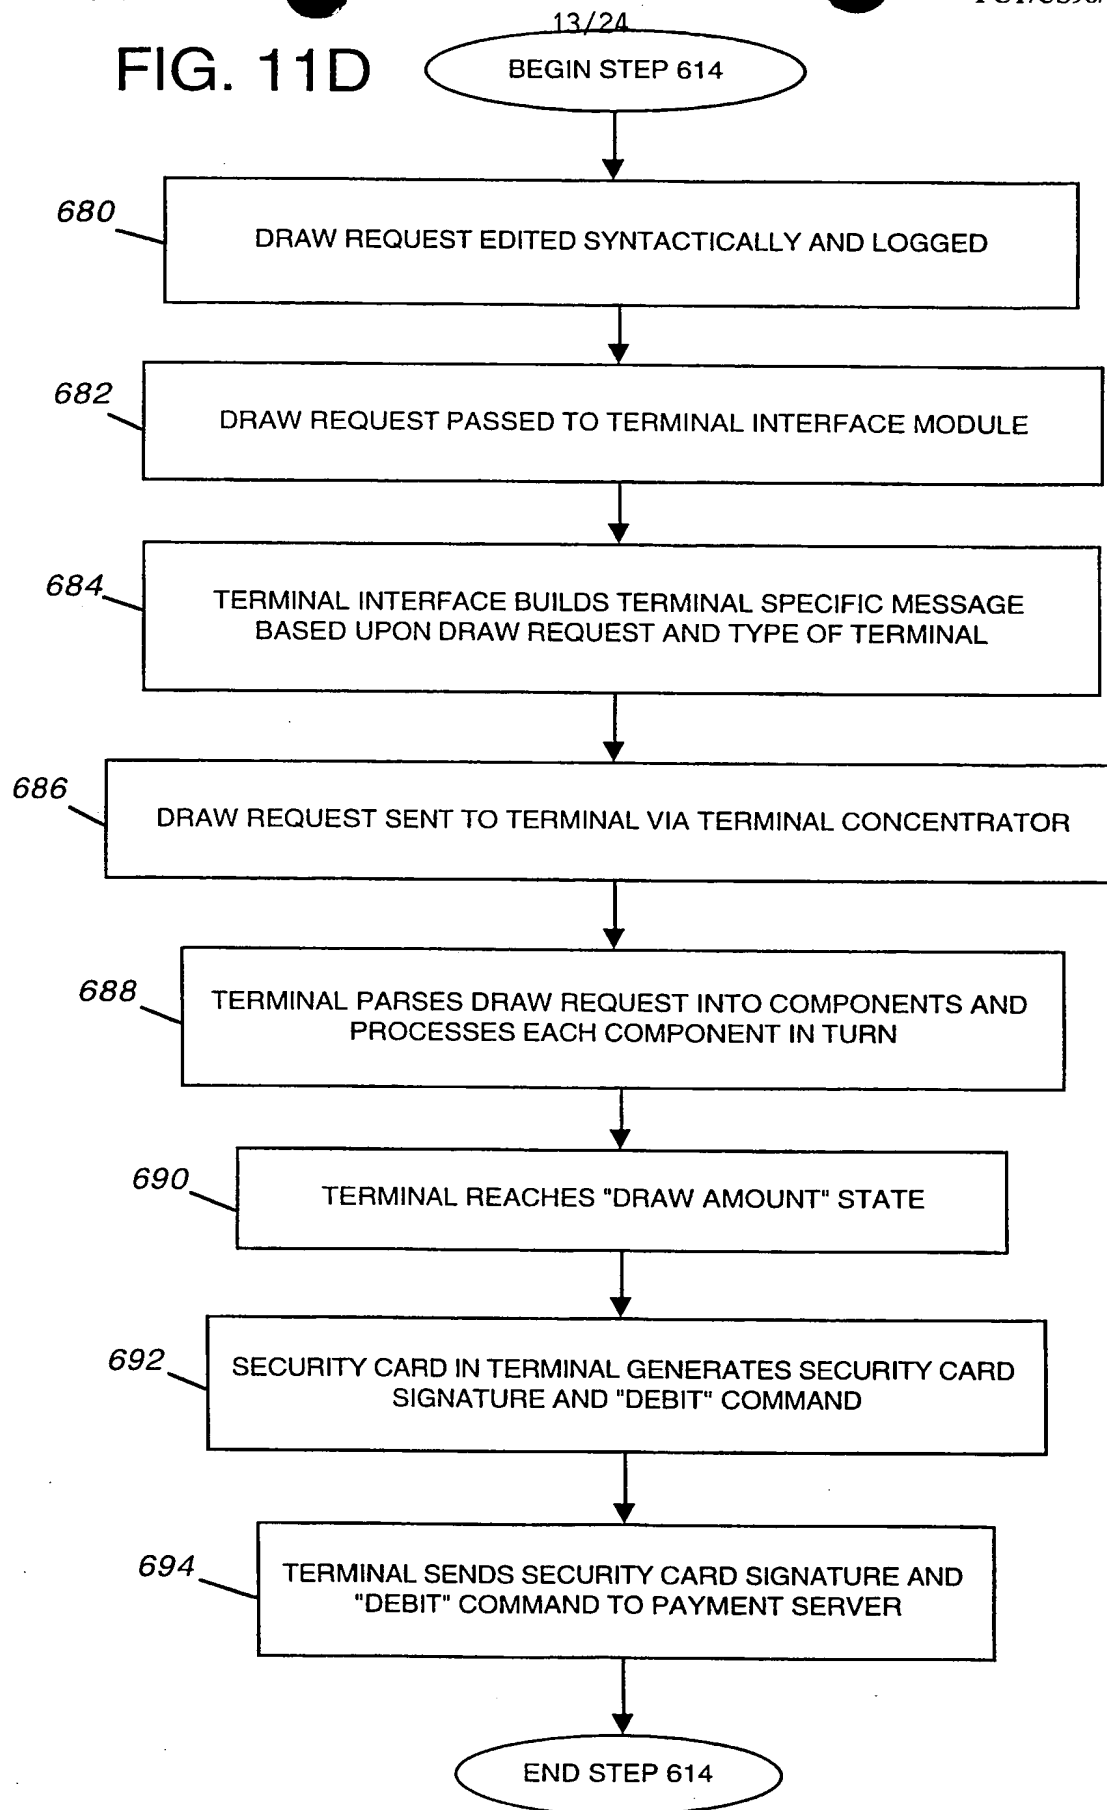 13/24
FIG. 11D
BEGIN STEP 614
680
DRAW REQUEST EDITED SYNTACTICALLY AND LOGGED
682
DRAW REQUEST PASSED TO TERMINAL INTERFACE MODULE
684
TERMINAL INTERFACE BUILDS TERMINAL SPECIFIC MESSAGE
BASED UPON DRAW REQUEST AND TYPE OF TERMINAL
686
DRAW REQUEST SENT TO TERMINAL VIA TERMINAL CONCENTRATOR
688
TERMINAL PARSES DRAW REQUEST INTO COMPONENTS AND
PROCESSES EACH COMPONENT IN TURN
690
TERMINAL REACHES "DRAW AMOUNT" STATE
692
SECURITY CARD IN TERMINAL GENERATES SECURITY CARD
SIGNATURE AND "DEBIT" COMMAND
694
TERMINAL SENDS SECURITY CARD SIGNATURE AND
"DEBIT" COMMAND TO PAYMENT SERVER
END STEP 614